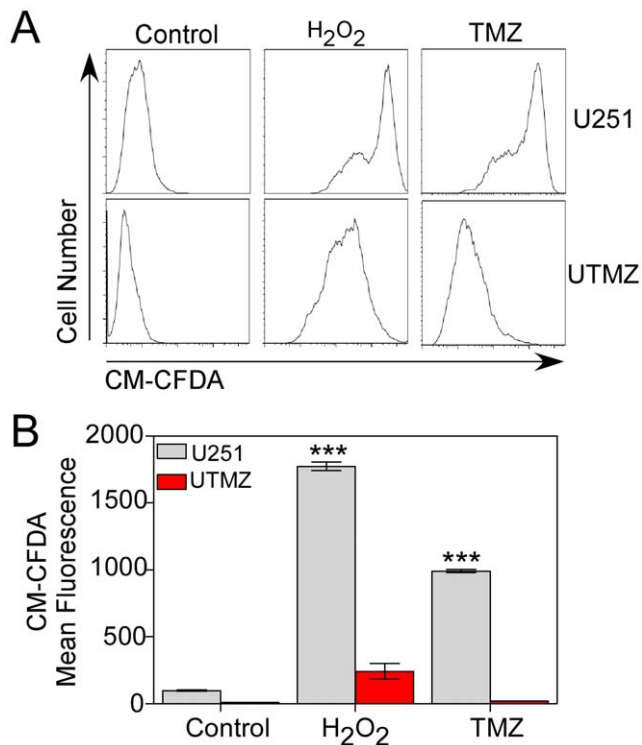 A
Control
H₂O₂
TMZ
U251
UTMZ
Cell Number
CM-CFDA
B
CM-CFDA
Mean Fluorescence
2000
1500
1000
500
0
U251
UTMZ
***
***
Control
H₂O₂
TMZ